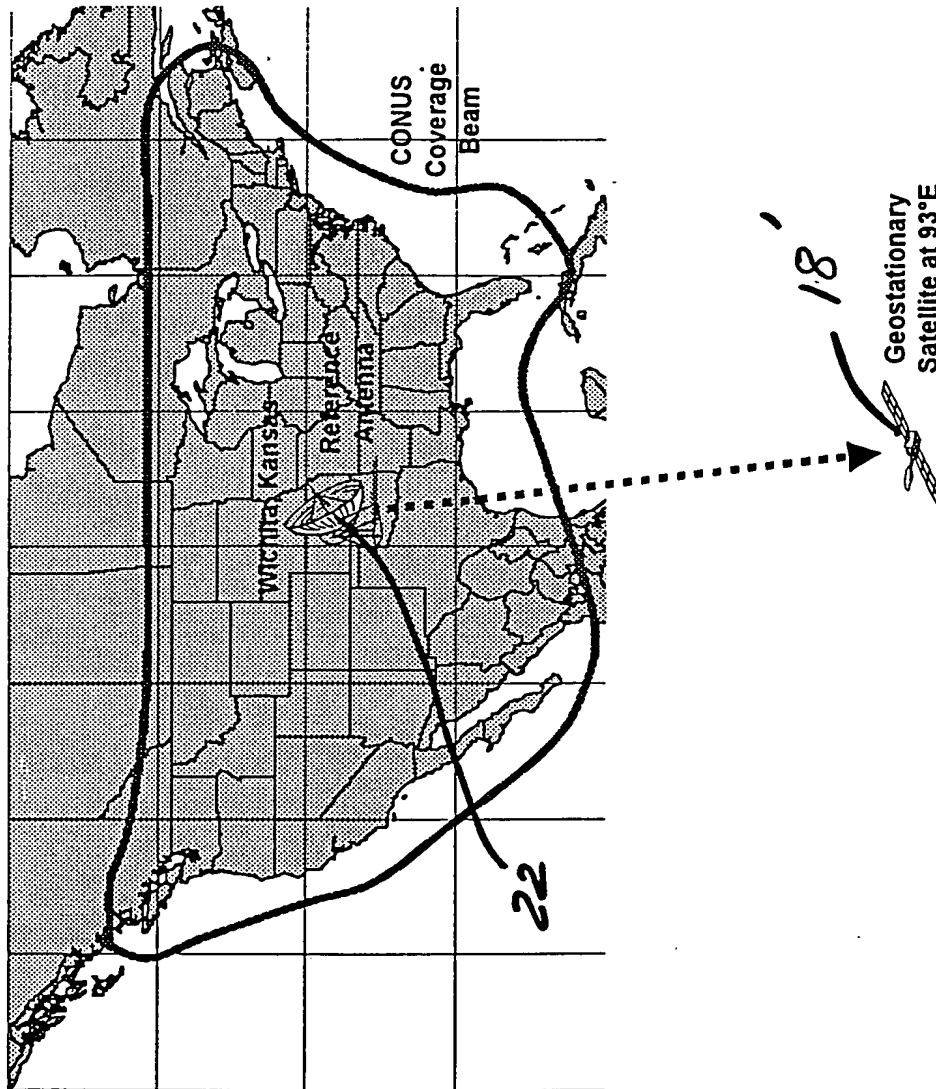 Wichita, Kansas
Reference
Antenna
CONUS
Coverage
Beam
22
18
Geostationary
Satellite at 93°E